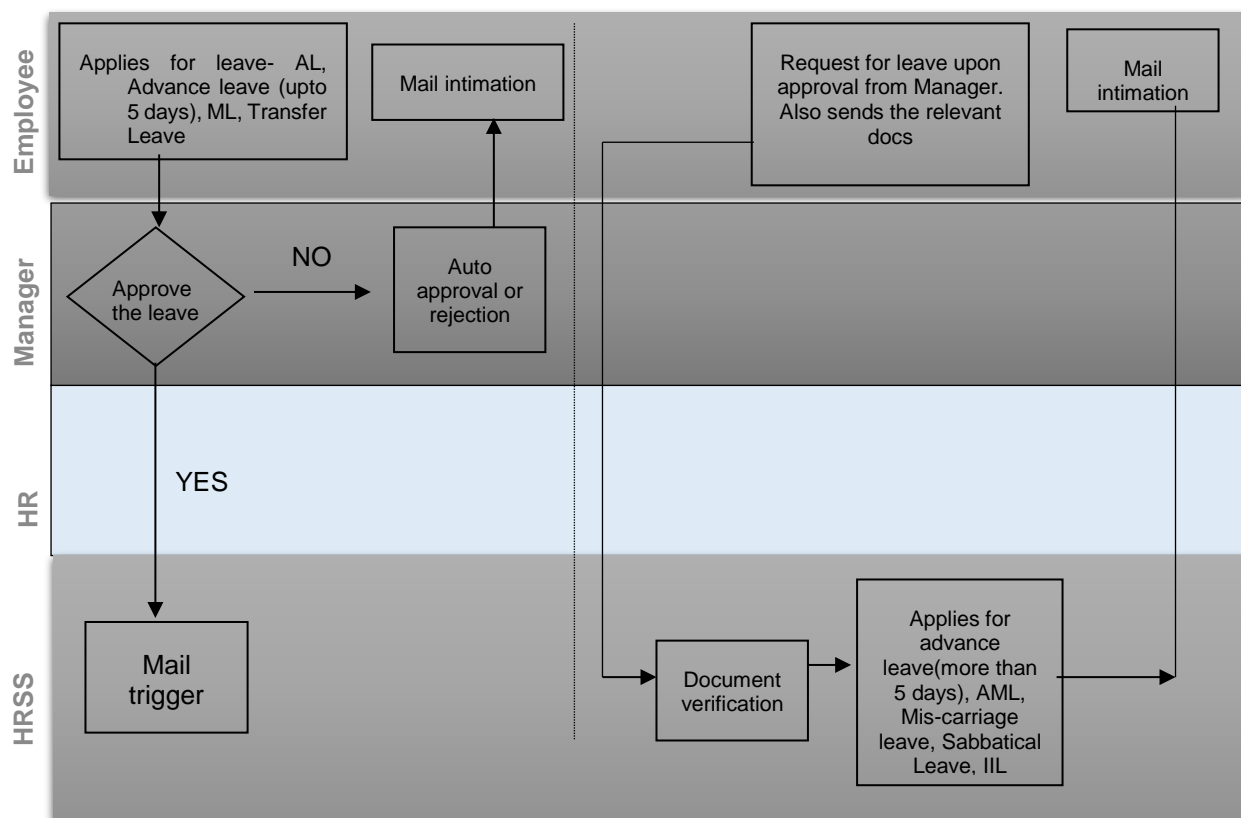 Employee
Applies for leave- AL,
Advance leave (upto
5 days), ML, Transfer
Leave
Mail intimation
Request for leave upon
approval from Manager.
Also sends the relevant
docs
Mail
intimation
Manager
Approve
the leave
NO
Auto
approval or
rejection
HR
YES
HRSS
Mail
trigger
Document
verification
Applies for
advance
leave(more than
5 days), AML,
Mis-carriage
leave, Sabbatical
Leave, IIL